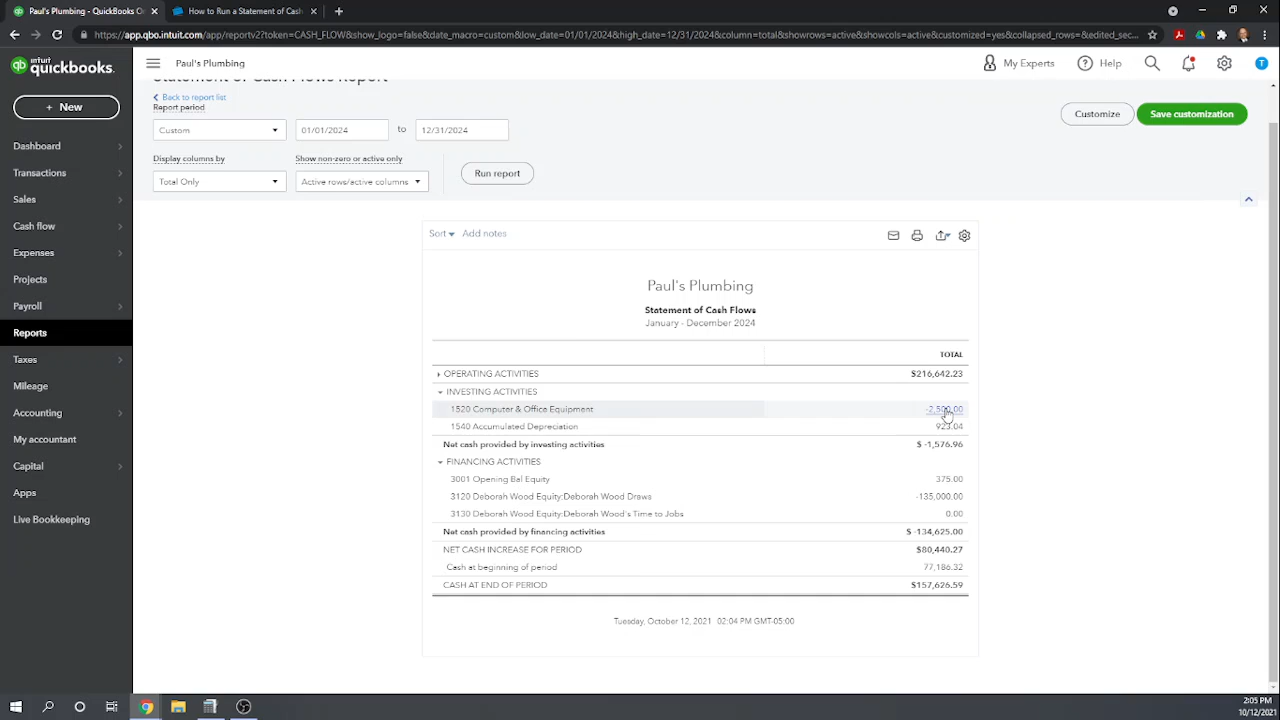 Paul's Plumbing - QuickBooks O
How to Run a Statement of Cash
https://app.qbo.intuit.com/app/reportv2?token=CASH_FLOW&show_logo=false&date_macro=custom&low_date=01/01/2024&high_date=12/31/2024&column=total&showrows=active&showcols=active&customized=yes&collapsed_rows=&edited_sec...
intuit quickbooks.
Paul's Plumbing
My Experts
Help
T
+ New
Statement of Cash Flows Report
Back to report list
Report period
Custom
01/01/2024
to
12/31/2024
Customize
Save customization
Display columns by
Show non-zero or active only
Total Only
Active rows/active columns
Run report
Dashboard
Transactions
Sales
Cash flow
Expenses
Projects
Payroll
Reports
Taxes
Mileage
Accounting
My accountant
Capital
Apps
Live Bookkeeping
Sort
Add notes
Paul's Plumbing
Statement of Cash Flows
January - December 2024
TOTAL
OPERATING ACTIVITIES $216,642.23
INVESTING ACTIVITIES
1520 Computer & Office Equipment -2,500.00
1540 Accumulated Depreciation 923.04
Net cash provided by investing activities $ -1,576.96
FINANCING ACTIVITIES
3001 Opening Bal Equity 375.00
3120 Deborah Wood Equity:Deborah Wood Draws -135,000.00
3130 Deborah Wood Equity:Deborah Wood's Time to Jobs 0.00
Net cash provided by financing activities $ -134,625.00
NET CASH INCREASE FOR PERIOD $80,440.27
Cash at beginning of period 77,186.32
CASH AT END OF PERIOD $157,626.59
Tuesday, October 12, 2021 02:04 PM GMT-05:00
2:05 PM
10/12/2021